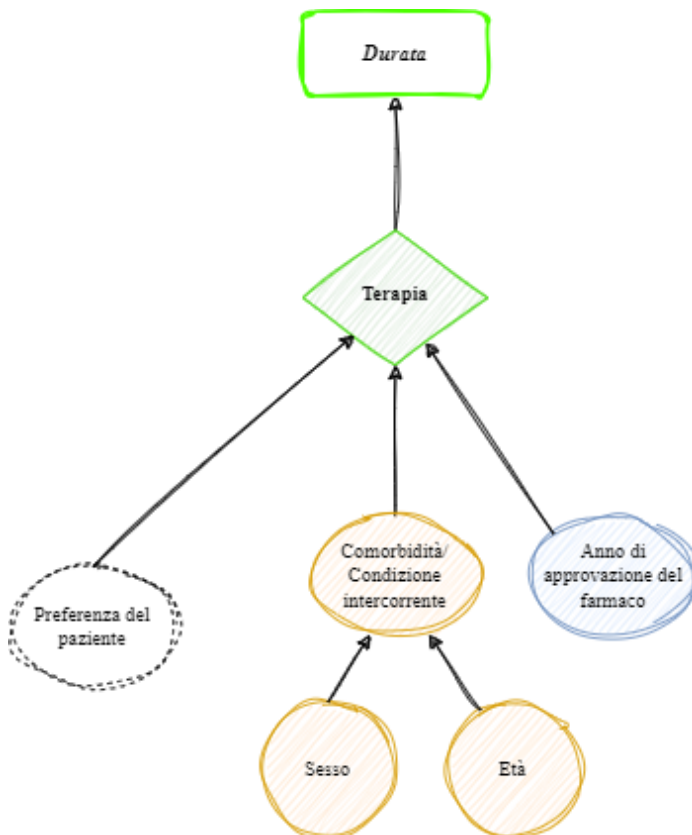 Durata
Terapia
Preferenza del
paziente
Comorbidità/
Condizione
intercorrente
Anno di
approvazione del
farmaco
Sesso
Età